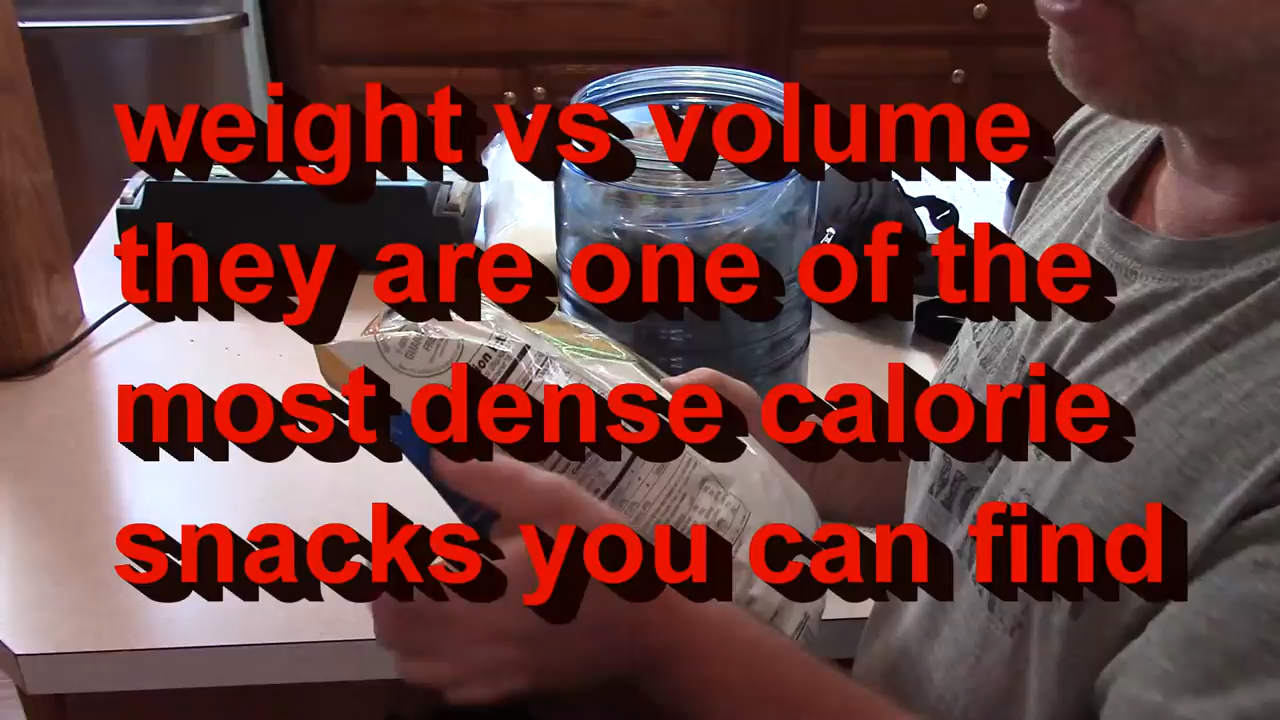 weight vs volume
they are one of the
most dense calorie
snacks you can find